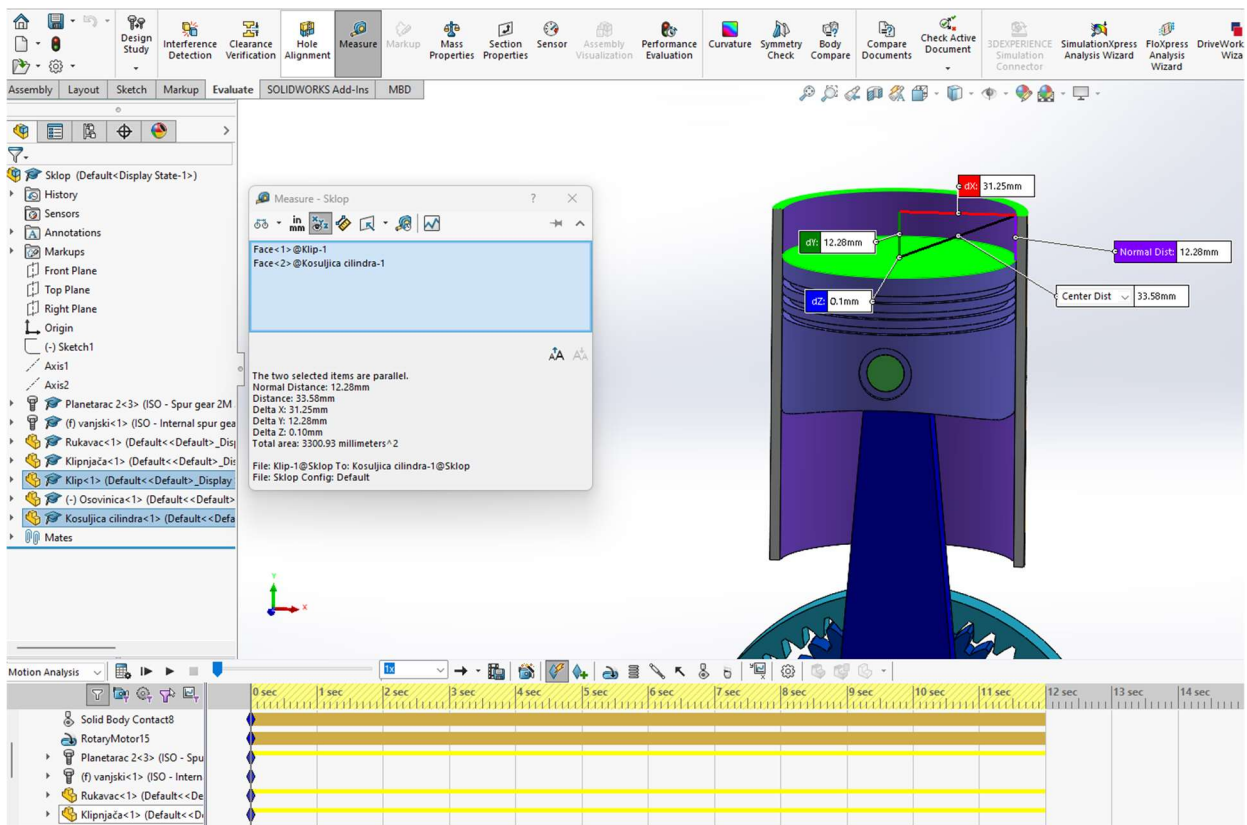 Design Study
Interference Detection
Clearance Verification
Hole Alignment
Measure
Markup
Mass Properties
Section Properties
Sensor
Assembly Visualization
Performance Evaluation
Curvature
Symmetry Check
Body Compare
Compare Documents
Check Active Document
3DEXPERIENCE Simulation Connector
SimulationXpress Analysis Wizard
FloXpress Analysis Wizard
DriveWork Wiza
Assembly Layout Sketch Markup Evaluate SOLIDWORKS Add-Ins MBD
Sklop (Default<Display State-1>)
History
Sensors
Annotations
Markups
Front Plane
Top Plane
Right Plane
Origin
(-) Sketch1
Axis1
Axis2
Planetarac 2<3> (ISO - Spur gear 2M
(f) vanjski<1> (ISO - Internal spur gea
Rukavac<1> (Default<<Default>_Disp
Klipnjača<1> (Default<<Default>_Dis
Klip<1> (Default<<Default>_Display
(-) Osovinica<1> (Default<<Default>
Kosuljica cilindra<1> (Default<<Defa
Mates
Measure - Sklop ?
in
mm
XYZ
Face<1>@Klip-1
Face<2>@Kosuljica cilindra-1
AA AA
The two selected items are parallel.
Normal Distance: 12.28mm
Distance: 33.58mm
Delta X: 31.25mm
Delta Y: 12.28mm
Delta Z: 0.10mm
Total area: 3300.93 millimeters^2
File: Klip-1@Sklop To: Kosuljica cilindra-1@Sklop
File: Sklop Config: Default
dX: 31.25mm
dY: 12.28mm
Normal Dist: 12.28mm
dZ: 0.1mm
Center Dist 33.58mm
Y
X
Motion Analysis
1x
0 sec 1 sec 2 sec 3 sec 4 sec 5 sec 6 sec 7 sec 8 sec 9 sec 10 sec 11 sec 12 sec 13 sec 14 sec
Solid Body Contact8
RotaryMotor15
Planetarac 2<3> (ISO - Spu
(f) vanjski<1> (ISO - Intern
Rukavac<1> (Default<<De
Klipnjača<1> (Default<<D